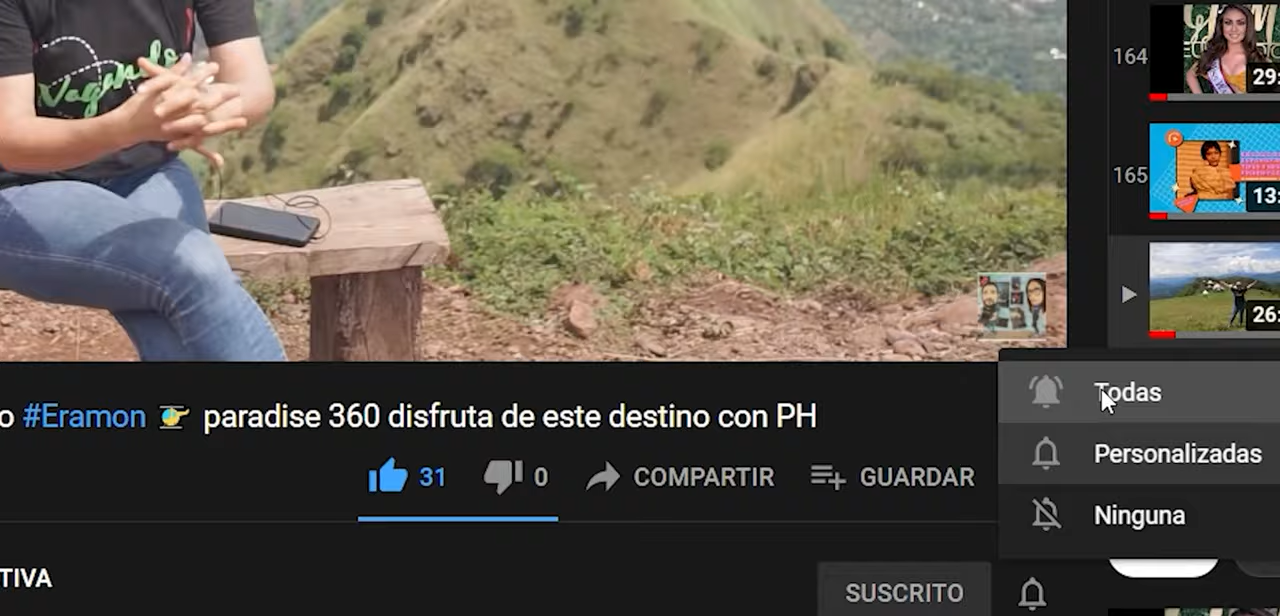 Vagando
164
29:
165
13:
26:
Todas
o #Eramon paradise 360 disfruta de este destino con PH
Personalizadas
31
0
COMPARTIR
GUARDAR
Ninguna
TIVA
SUSCRITO